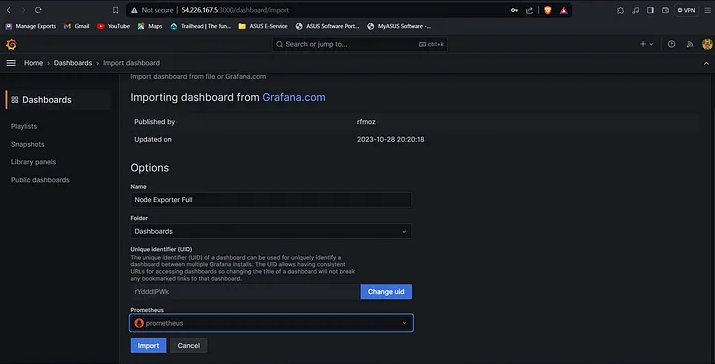 Not secure 54.226.167.5:3000/dashboard/import
VPN
Manage Exports Gmail YouTube Maps Trailhead | The fun... ASUS E-Service ASUS Software Port... MyASUS Software -...
Search or jump to... ctrl+k
Home > Dashboards > Import dashboard
Import dashboard from file or Grafana.com
Dashboards
Playlists
Snapshots
Library panels
Public dashboards
Importing dashboard from Grafana.com
Published by rfmoz
Updated on 2023-10-28 20:20:18
Options
Name
Node Exporter Full
Folder
Dashboards
Unique identifier (UID)
The unique identifier (UID) of a dashboard can be used for uniquely identify a
dashboard between multiple Grafana installs. The UID allows having consistent
URLs for accessing dashboards so changing the title of a dashboard will not break
any bookmarked links to that dashboard.
rYdddlPWk Change uid
Prometheus
prometheus
Import Cancel